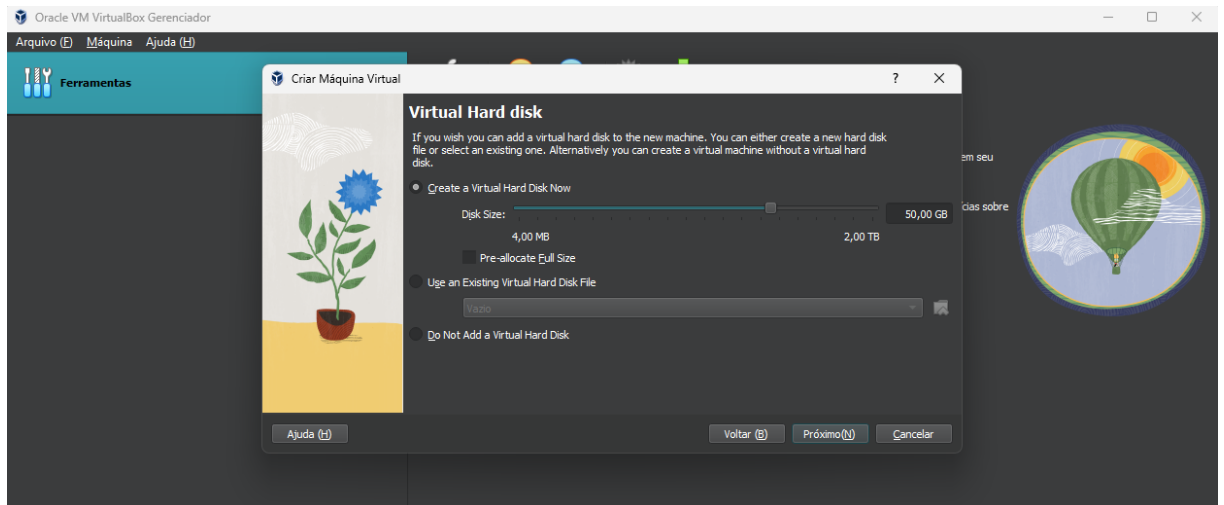 Oracle VM VirtualBox Gerenciador
Arquivo (F) Máquina Ajuda (H)
Ferramentas
Criar Máquina Virtual
Virtual Hard disk
If you wish you can add a virtual hard disk to the new machine. You can either create a new hard disk
file or select an existing one. Alternatively you can create a virtual machine without a virtual hard
disk.
em seu
Create a Virtual Hard Disk Now
Disk Size:
50,00 GB
cias sobre
4,00 MB
2,00 TB
Pre-allocate Full Size
Use an Existing Virtual Hard Disk File
Vazio
Do Not Add a Virtual Hard Disk
Ajuda (H)
Voltar (B)
Próximo(N)
Cancelar